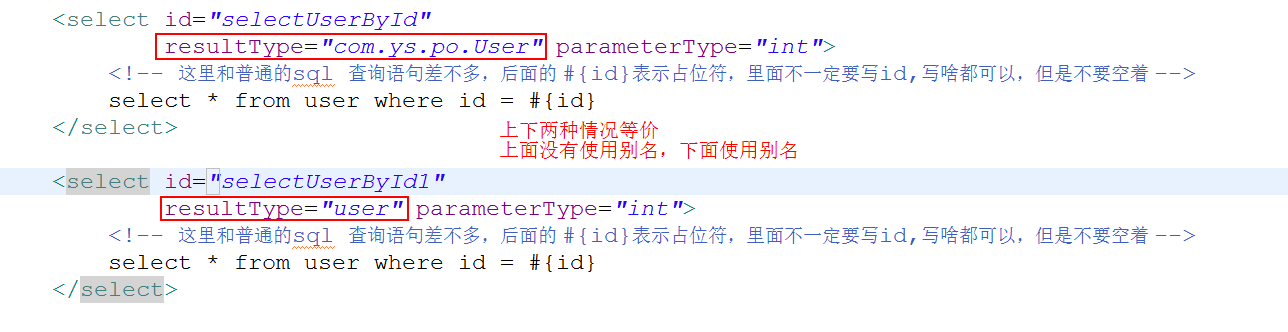 <select id="selectUserById"
resultType="com.ys.po.User" parameterType="int">
<!-- 这里和普通的sql 查询语句差不多，后面的 #{id}表示占位符，里面不一定要写id,写啥都可以，但是不要空着 -->
select * from user where id = #{id}
</select>
上下两种情况等价
上面没有使用别名，下面使用别名
<select id="selectUserById1"
resultType="user" parameterType="int">
<!-- 这里和普通的sql 查询语句差不多，后面的 #{id}表示占位符，里面不一定要写id,写啥都可以，但是不要空着 -->
select * from user where id = #{id}
</select>